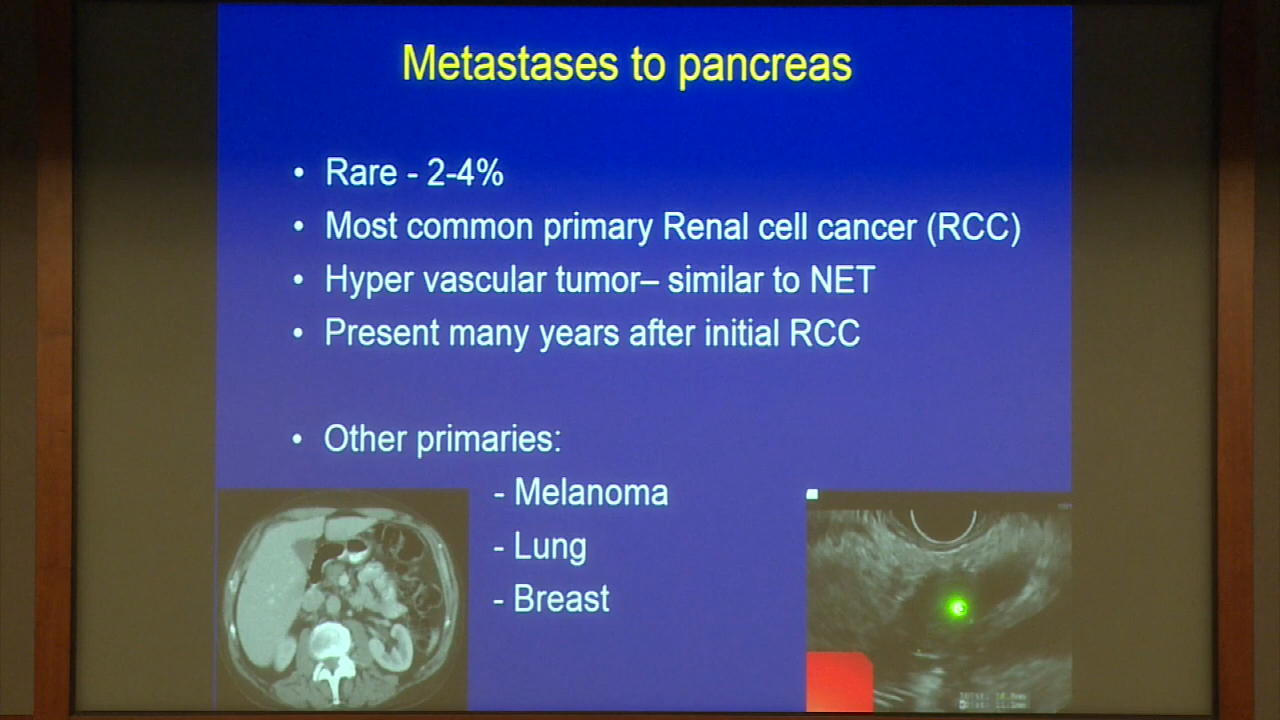 Metastases to pancreas
• Rare - 2-4%
• Most common primary Renal cell cancer (RCC)
• Hyper vascular tumor– similar to NET
• Present many years after initial RCC
• Other primaries:
- Melanoma
- Lung
- Breast